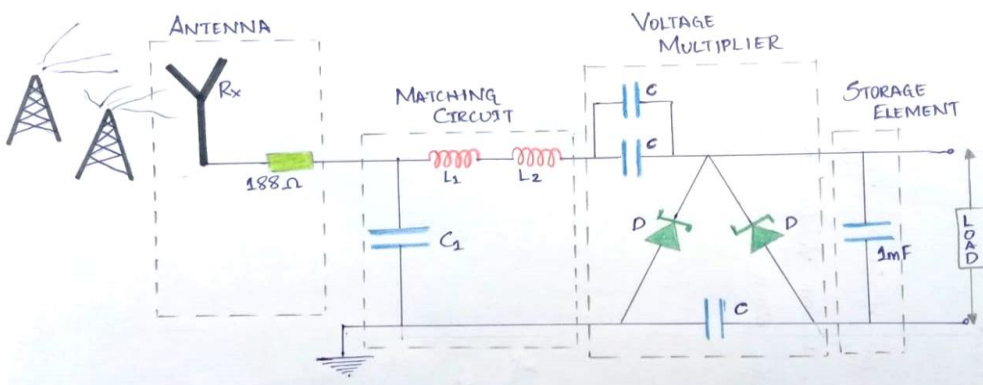 ANTENNA
Rx
188Ω
MATCHING
CIRCUIT
L1
L2
C1
VOLTAGE
MULTIPLIER
C
C
D
D
C
STORAGE
ELEMENT
1mF
LOAD